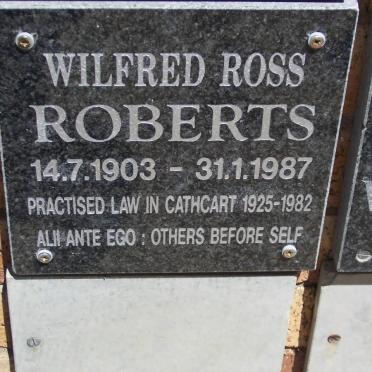 WILFRED ROSS
ROBERTS
14.7.1903 - 31.1.1987
PRACTISED LAW IN CATHCART 1925-1982
ALII ANTE EGO : OTHERS BEFORE SELF